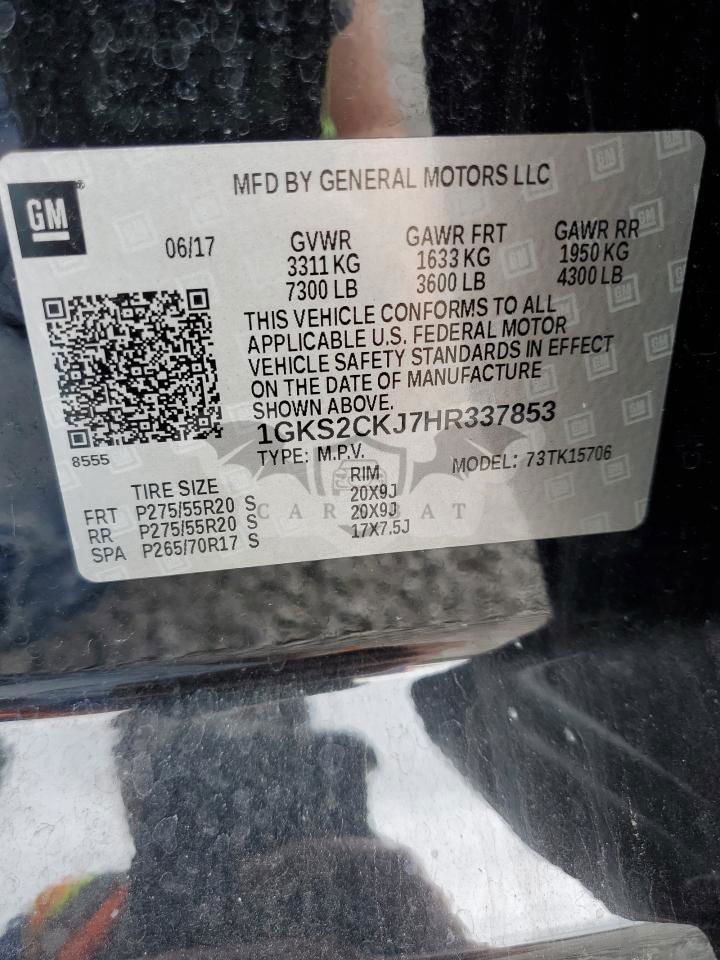 MFD BY GENERAL MOTORS LLC
GM
06/17
GVWR GAWR FRT GAWR RR
3311 KG 1633 KG 1950 KG
7300 LB 3600 LB 4300 LB
THIS VEHICLE CONFORMS TO ALL
APPLICABLE U.S. FEDERAL MOTOR
VEHICLE SAFETY STANDARDS IN EFFECT
ON THE DATE OF MANUFACTURE
SHOWN ABOVE.
1GKS2CKJ7HR337853
8555
TYPE: M.P.V. MODEL: 73TK15706
TIRE SIZE RIM
FRT P275/55R20 S 20X9J
RR P275/55R20 S 20X9J
SPA P265/70R17 S 17X7.5J
CAR BAT